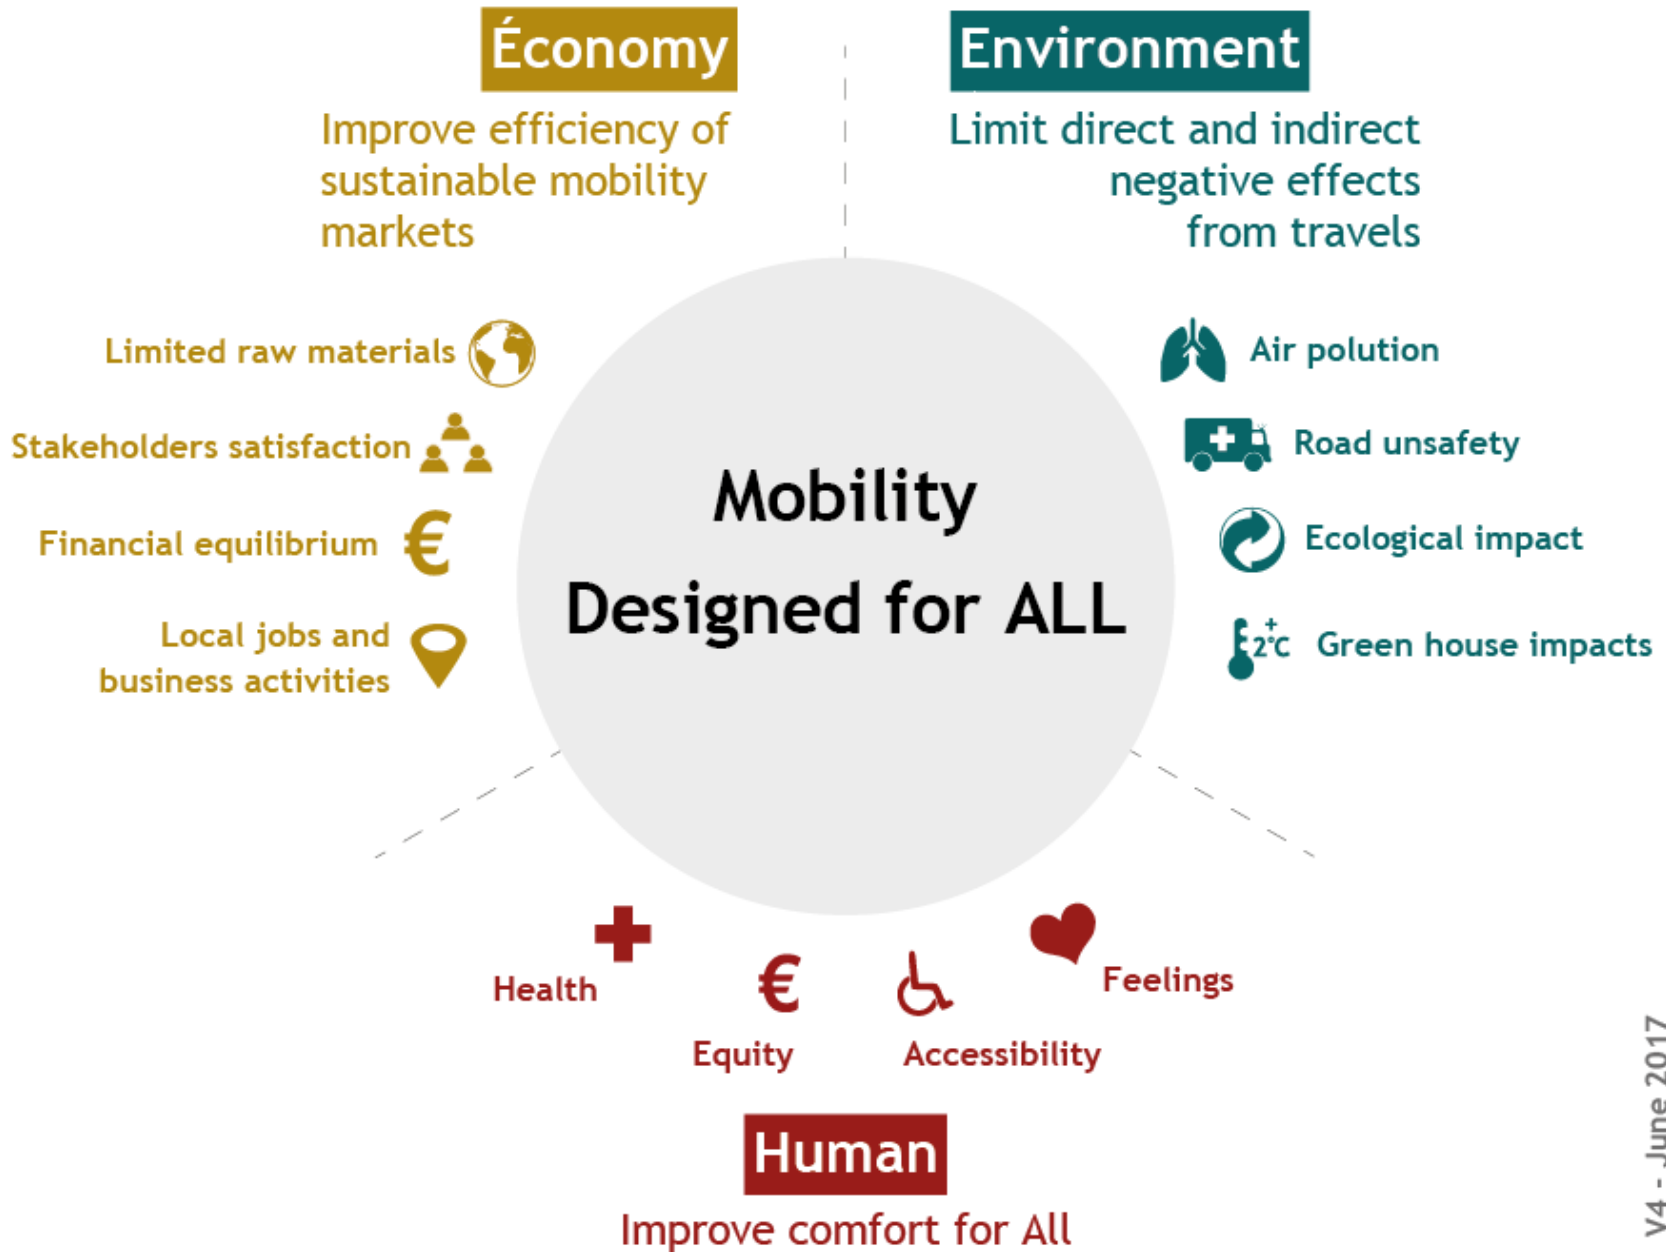 Économy
Improve efficiency of
sustainable mobility
markets
Environment
Limit direct and indirect
negative effects
from travels
Limited raw materials
Stakeholders satisfaction
€
Financial equilibrium
Local jobs and
business activities
Mobility
Designed for ALL
Air polution
Road unsafety
Ecological impact
+
2°C
Green house impacts
Health
€
Equity
Accessibility
Feelings
Human
Improve comfort for All
V4 - June 2017